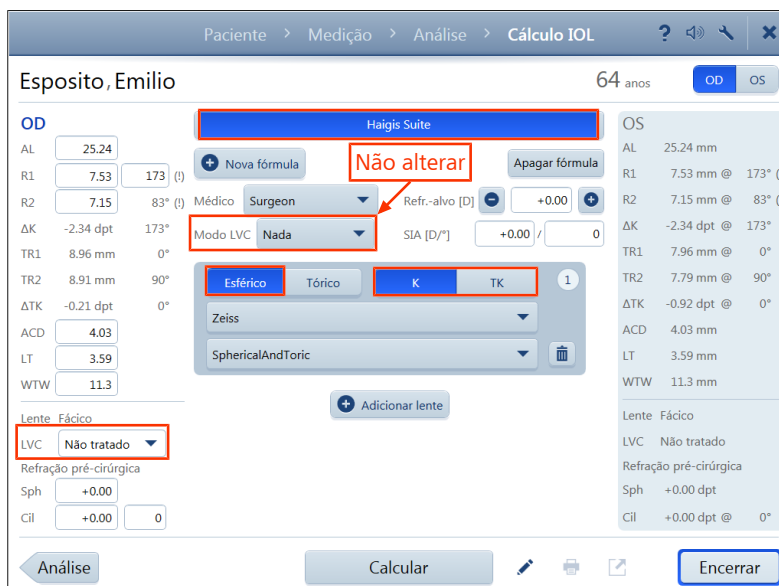 Paciente > Medição > Análise > Cálculo IOL ?
Esposito, Emilio 64 anos OD OS
OD
AL 25.24
R1 7.53 173 (!)
R2 7.15 83° (!)
ΔK -2.34 dpt 173°
TR1 8.96 mm 0°
TR2 8.91 mm 90°
ΔTK -0.21 dpt 0°
ACD 4.03
LT 3.59
WTW 11.3
Lente Fácico
LVC Não tratado
Refração pré-cirúrgica
Sph +0.00
Cil +0.00 0
Haigis Suite
Nova fórmula Não alterar Apagar fórmula
Médico Surgeon Refr.-alvo [D] +0.00
Modo LVC Nada SIA [D/°] +0.00 / 0
Esférico Tórico K TK 1
Zeiss
SphericalAndToric
Adicionar lente
OS
AL 25.24 mm
R1 7.53 mm @ 173° (
R2 7.15 mm @ 83° (
ΔK -2.34 dpt @ 173°
TR1 7.96 mm @ 0°
TR2 7.79 mm @ 90°
ΔTK -0.92 dpt @ 0°
ACD 4.03 mm
LT 3.59 mm
WTW 11.3 mm
Lente Fácico
LVC Não tratado
Refração pré-cirúrgica
Sph +0.00 dpt
Cil +0.00 dpt @ 0°
Análise Calcular Encerrar